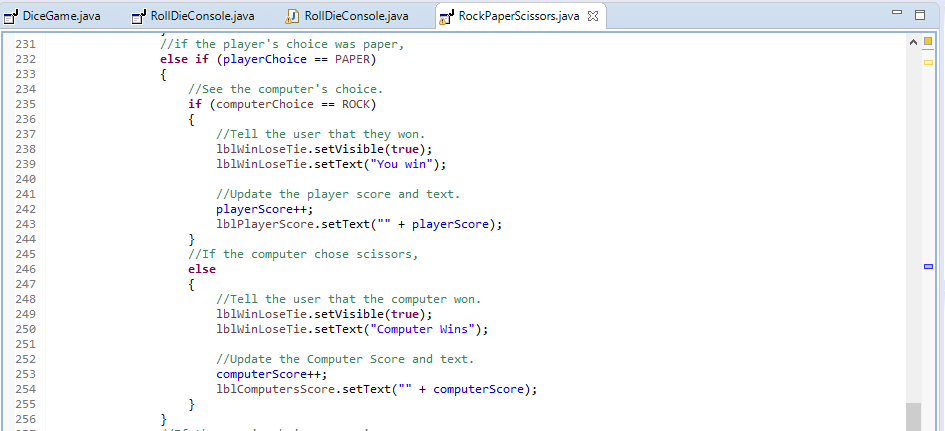 DiceGame.java RollDieConsole.java RollDieConsole.java RockPaperScissors.java
231 //if the player's choice was paper,
232 else if (playerChoice == PAPER)
233 {
234 //See the computer's choice.
235 if (computerChoice == ROCK)
236 {
237 //Tell the user that they won.
238 lblWinLoseTie.setVisible(true);
239 lblWinLoseTie.setText("You win");
240
241 //Update the player score and text.
242 playerScore++;
243 lblPlayerScore.setText("" + playerScore);
244 }
245 //If the computer chose scissors,
246 else
247 {
248 //Tell the user that the computer won.
249 lblWinLoseTie.setVisible(true);
250 lblWinLoseTie.setText("Computer Wins");
251
252 //Update the Computer Score and text.
253 computerScore++;
254 lblComputersScore.setText("" + computerScore);
255 }
256 }